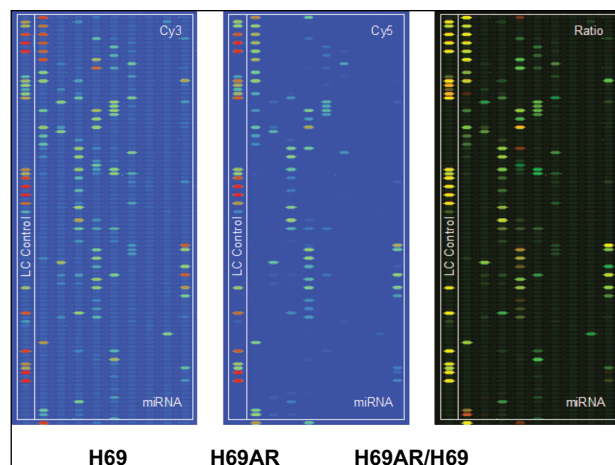 Cy3
LC Control
miRNA
Cy5
LC Control
miRNA
Ratio
LC Control
miRNA
H69
H69AR
H69AR/H69